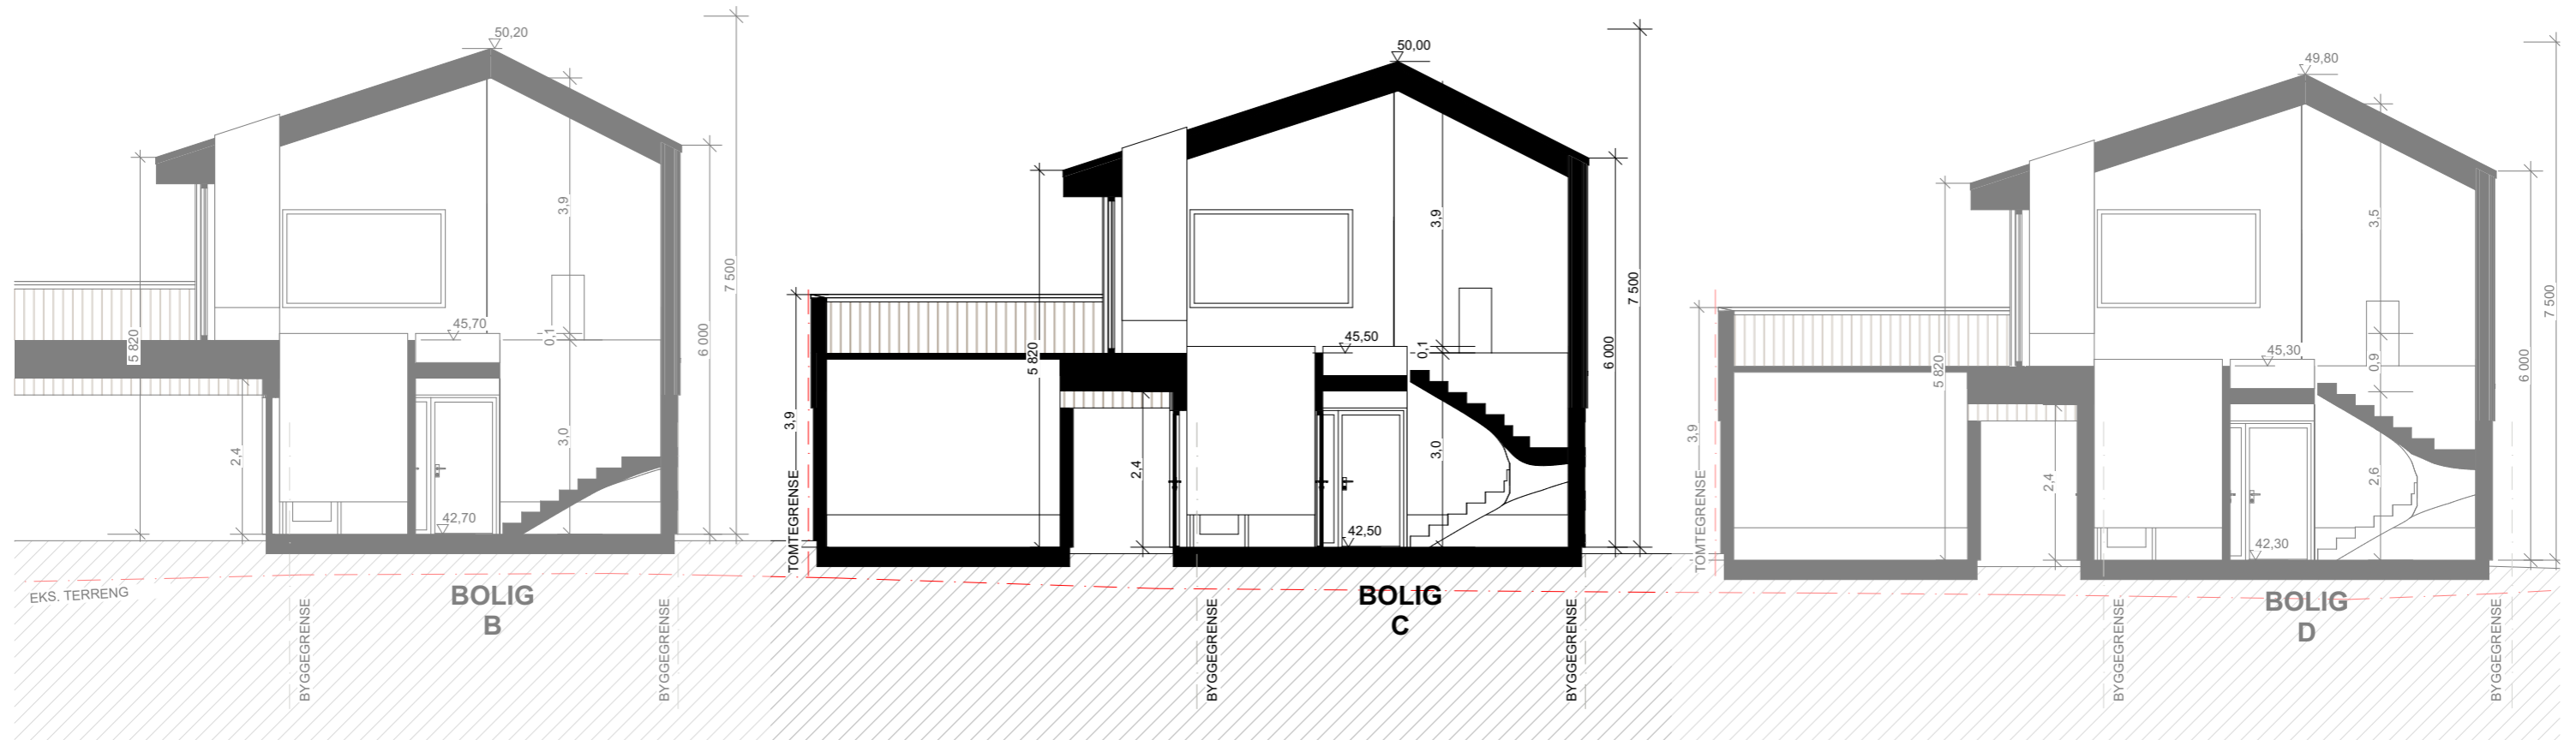 50,20
3,9
7 500
5 820
45,70
0,1
6 000
2,4
3,0
42,70
EKS. TERRENG
BOLIG
B
BYGGEGRENSE
BYGGEGRENSE
50,00
3,9
7 500
5 820
45,50
0,1
6 000
3,9
2,4
3,0
TOMTEGRENSE
42,50
BOLIG
C
BYGGEGRENSE
BYGGEGRENSE
49,80
3,5
7 500
5 820
45,30
0,9
6 000
3,9
2,4
2,6
TOMTEGRENSE
42,30
BOLIG
D
BYGGEGRENSE
BYGGEGRENSE